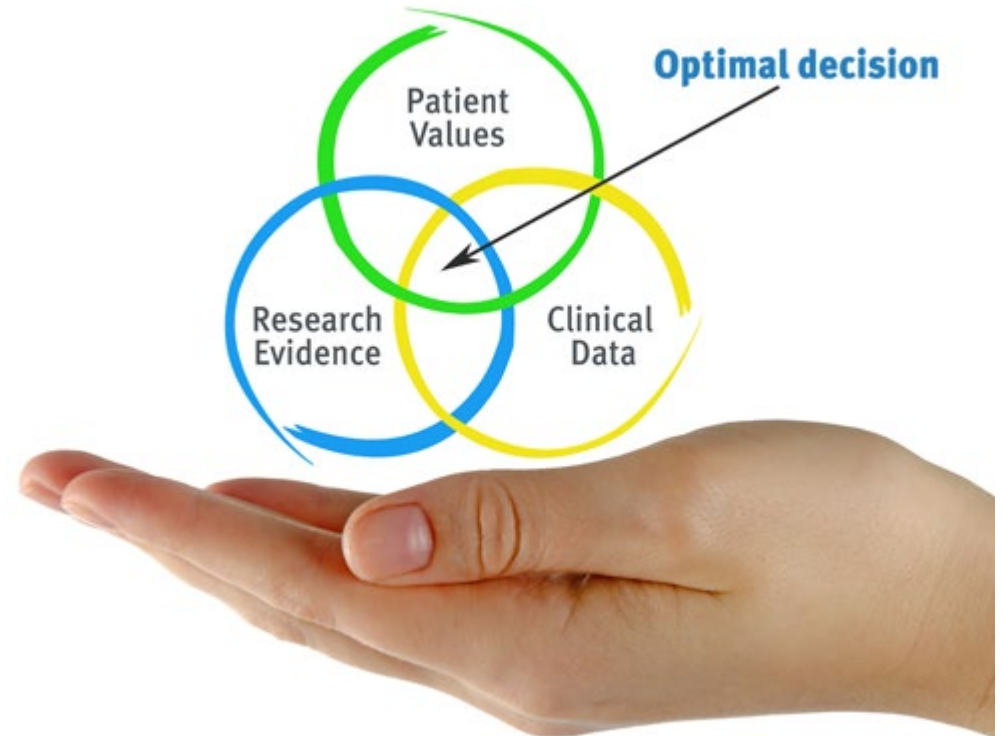 Optimal decision
Patient
Values
Research
Evidence
Clinical
Data